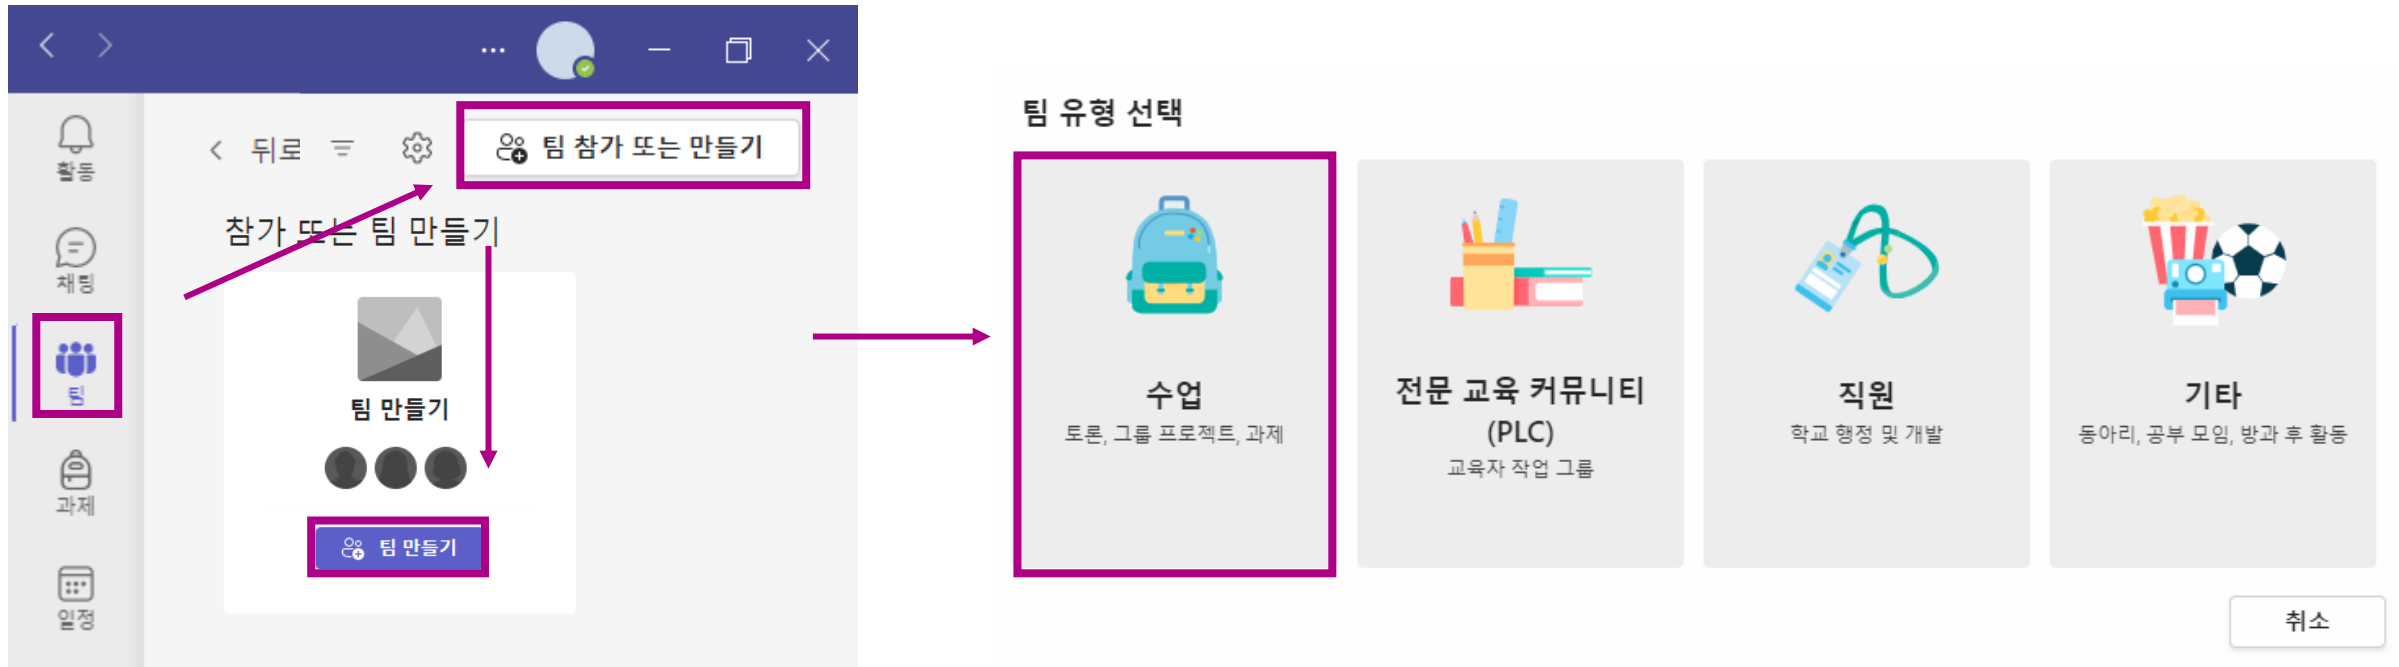 활동
채팅
팀
과제
일정
뒤로
팀 참가 또는 만들기
참가 또는 팀 만들기
팀 만들기
팀 만들기
팀 유형 선택
수업
토론, 그룹 프로젝트, 과제
전문 교육 커뮤니티
(PLC)
교육자 작업 그룹
직원
학교 행정 및 개발
기타
동아리, 공부 모임, 방과 후 활동
취소